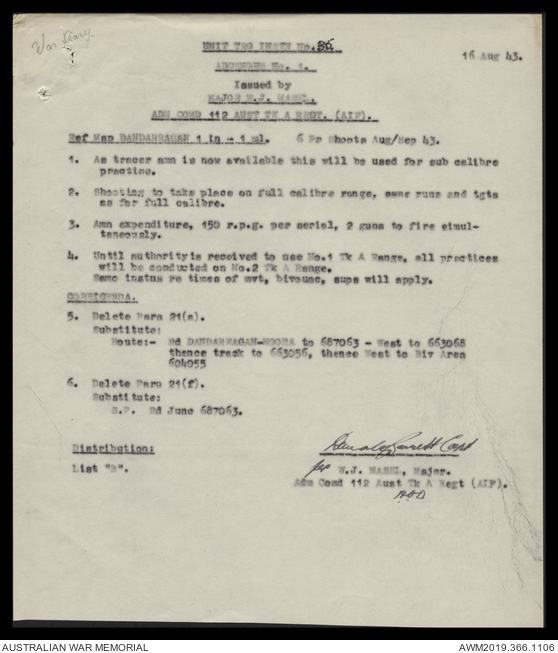 War Diary.
UNIT TRG INSTN No.36.
16 Aug 43.
ADDENDUM No. 1.
Issued by
MAJOR W.J. MASEL,
ADM COMD 112 AUST TK A REGT. (AIF).
Ref Map DANDARRAGAN 1 in - 1 ml. 6 Pr Shoots Aug/Sep 43.
1. As tracer amn is now available this will be used for sub calibre
practice.
2. Shooting to take place on full calibre range, same runs and tgts
as for full calibre.
3. Amn expenditure, 150 r.p.g. per serial, 2 guns to fire simul-
taneously.
4. Until authority is received to use No.1 Tk A Range, all practices
will be conducted on No.2 Tk A Range.
Same instns re times of mvt, bivouac, sups will apply.
CORRIGENDA.
5. Delete Para 21(a).
Substitute:
Route:- Rd DANDARRAGAN-MOORA to 687063 - West to 663068
thence track to 663056, thence West to Biv Area
604055
6. Delete Para 21(f).
Substitute:
S.P. Rd Junc 687063.
Distribution:
List "B".
Capt
for W.J. MASEL, Major.
Adm Comd 112 Aust Tk A Regt (AIF).
AUSTRALIAN WAR MEMORIAL
AWM2019.366.1106